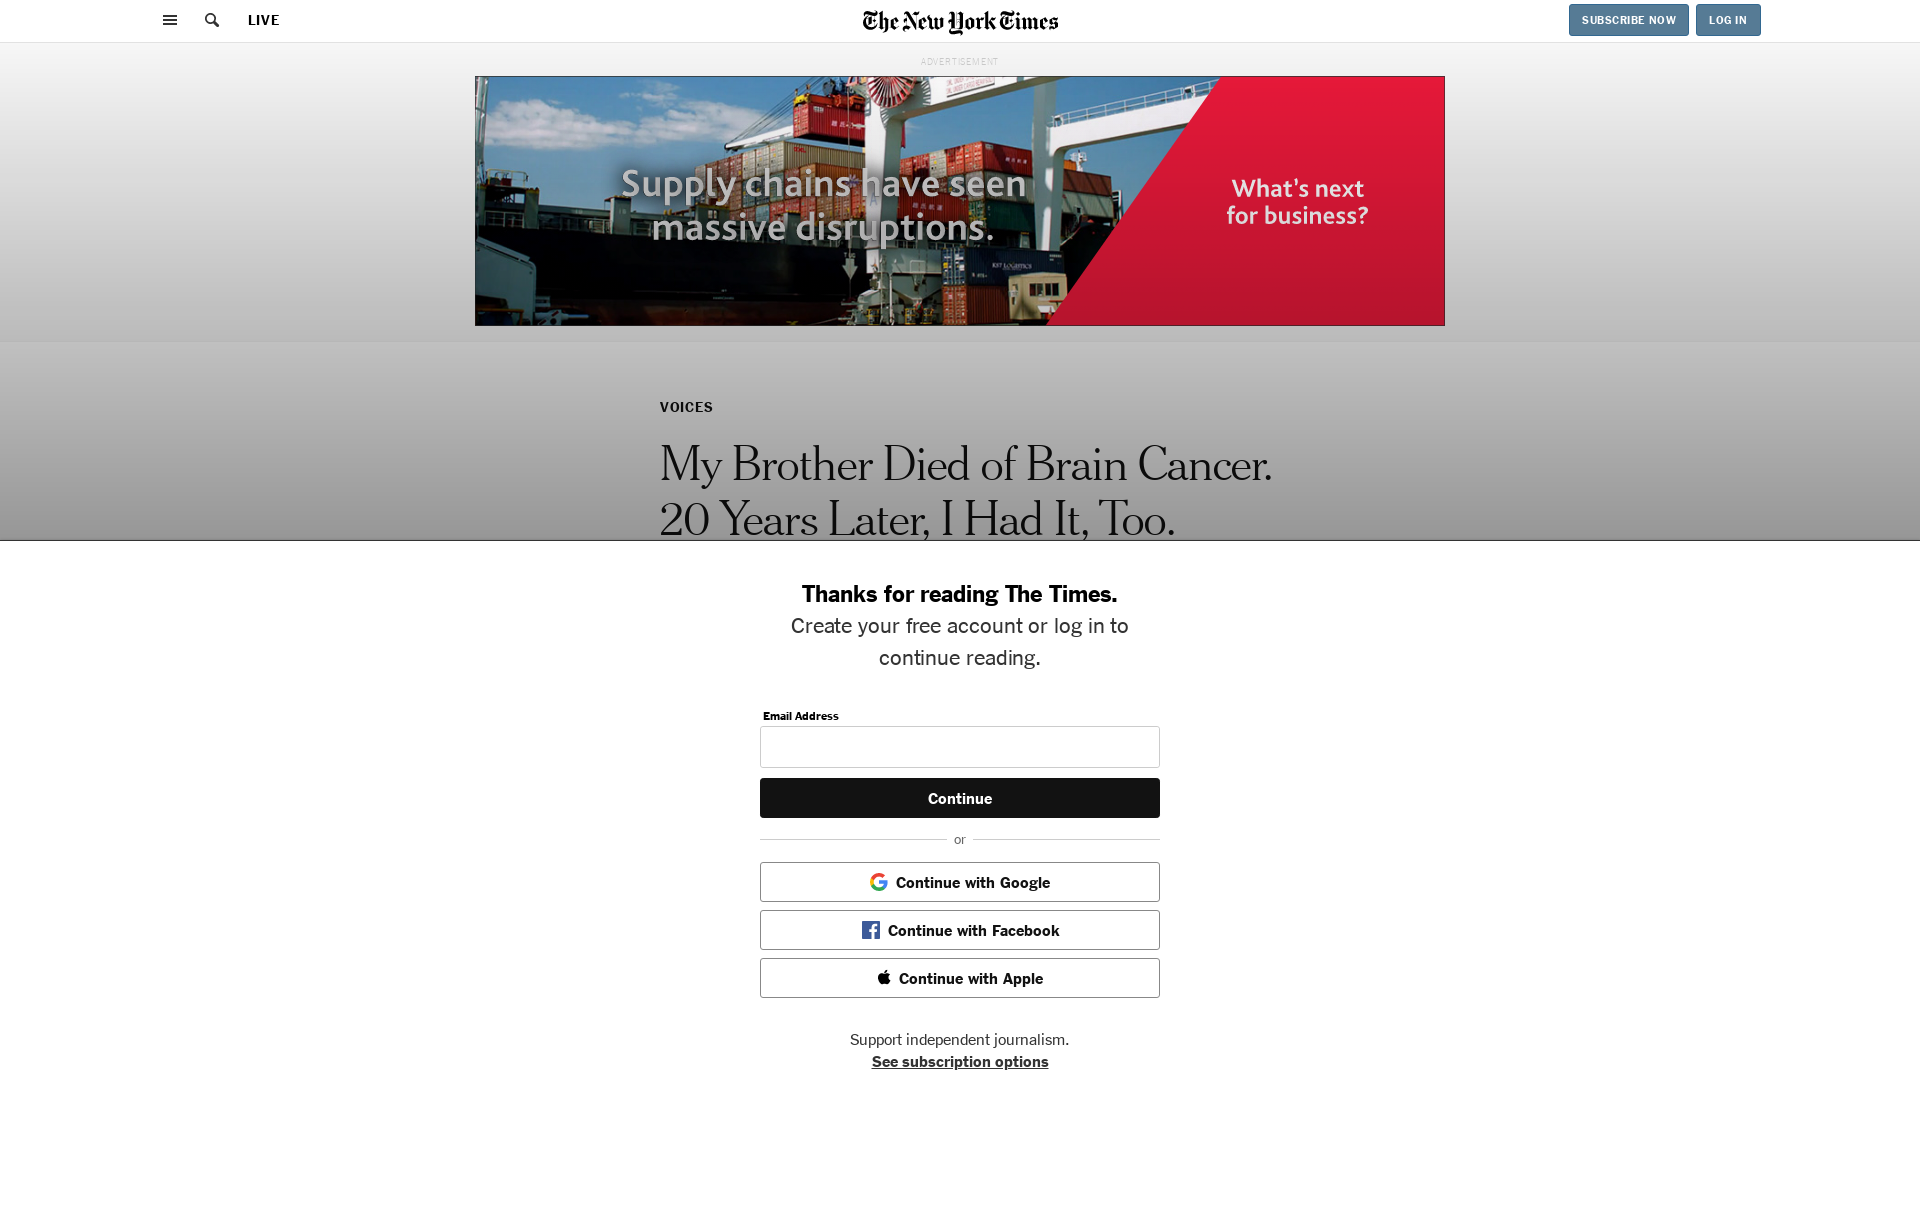 LIVE
The New York Times
SUBSCRIBE NOW
LOG IN
ADVERTISEMENT
Supply chains have seen
massive disruptions.
What's next
for business?
VOICES
My Brother Died of Brain Cancer.
20 Years Later, I Had It, Too.
Thanks for reading The Times.
Create your free account or log in to
continue reading.
Email Address
Continue
or
Continue with Google
Continue with Facebook
Continue with Apple
Support independent journalism.
See subscription options